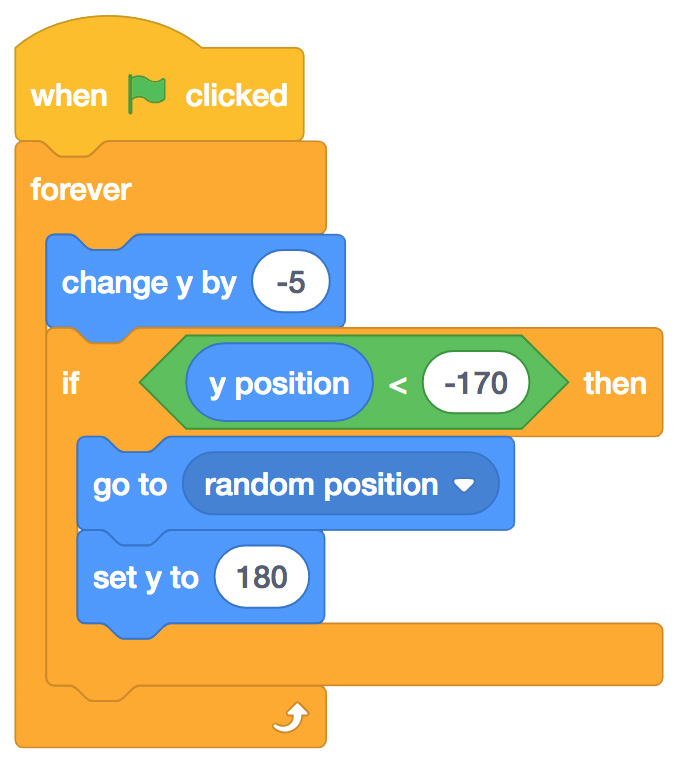 when clicked
forever
change y by -5
if y position < -170 then
go to random position
set y to 180